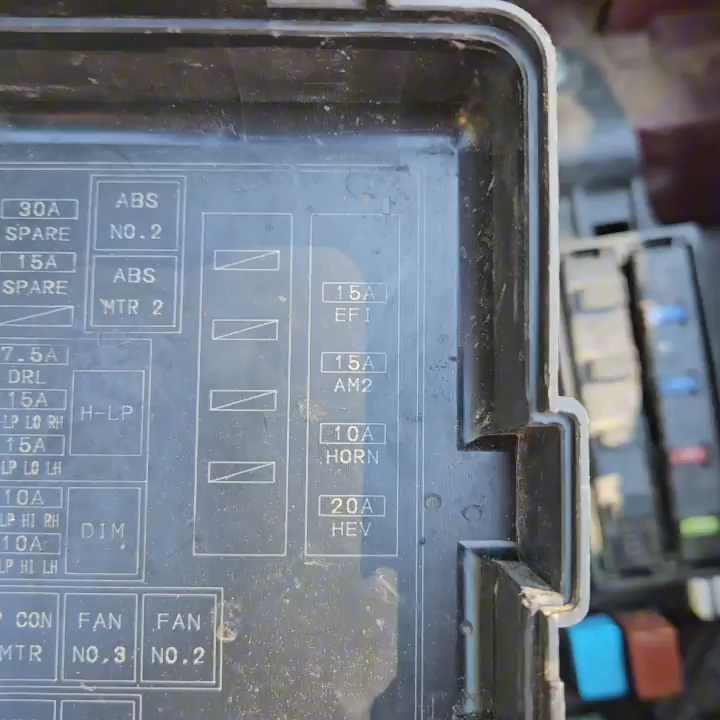 30A
SPARE
15A
SPARE
7.5A
DRL
15A
LP LO RH
15A
LP LO LH
10A
LP HI RH
10A
LP HI LH
ABS
NO.2
ABS
MTR 2
H-LP
DIM
CON
MTR
FAN
NO.3
FAN
NO.2
15A
EFI
15A
AM2
10A
HORN
20A
HEV